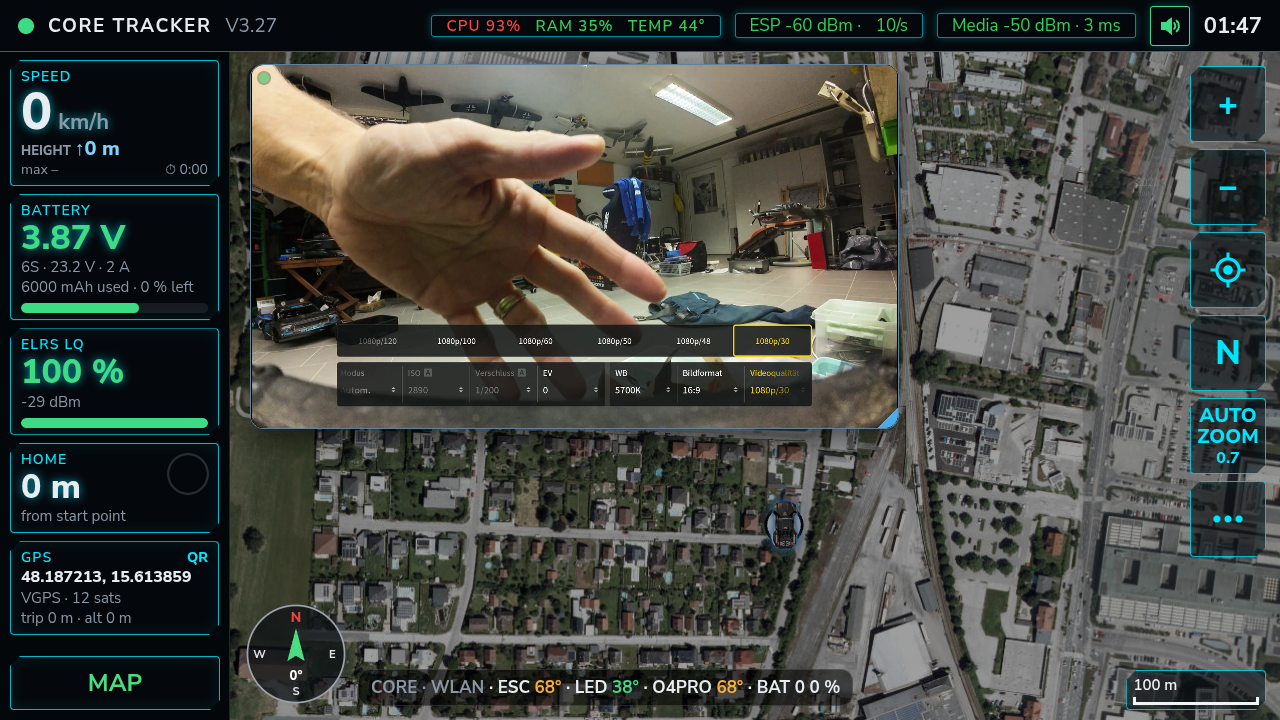 CORE TRACKER V3.27
CPU 93% RAM 35% TEMP 44°
ESP -60 dBm · 10/s
Media -50 dBm · 3 ms
01:47
SPEED
0 km/h
HEIGHT ↑0 m
max – ⏱ 0:00
BATTERY
3.87 V
6S · 23.2 V · 2 A
6000 mAh used · 0 % left
ELRS LQ
100 %
-29 dBm
HOME
0 m
from start point
GPS QR
48.187213, 15.613859
VGPS · 12 sats
trip 0 m · alt 0 m
MAP
1080p/120 1080p/100 1080p/60 1080p/50 1080p/48 1080p/30
Modus ISO A Verschluss A EV WB Bildformat Videoqualität
Autom. 2890 1/200 0 5700K 16:9 1080p/30
+
−
N
AUTO
ZOOM
0.7
•••
N
W E
0°
S
CORE · WLAN · ESC 68° · LED 38° · O4PRO 68° · BAT 0 0 %
100 m